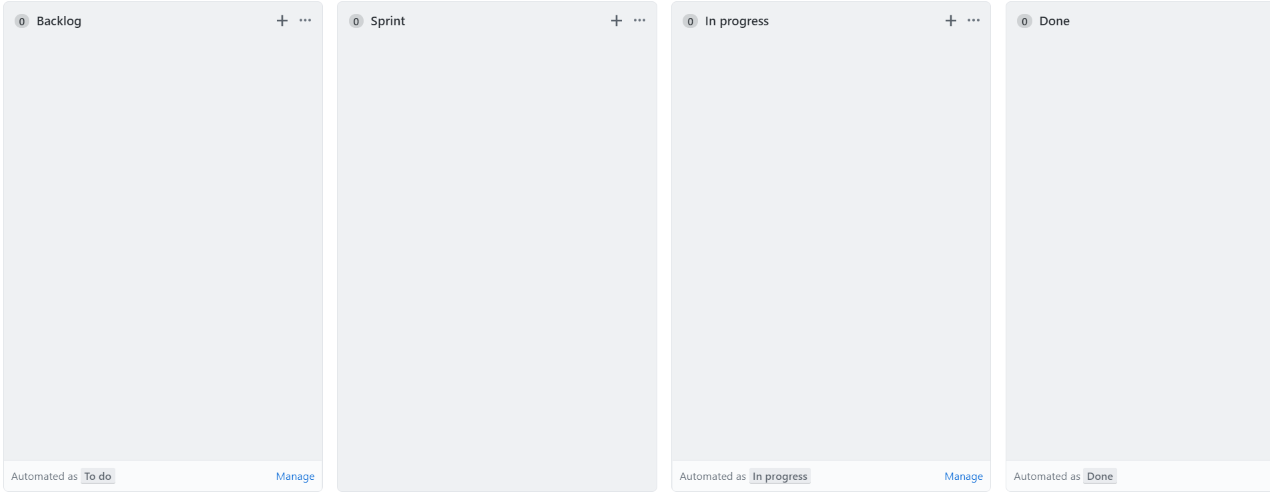 0 Backlog
0 Sprint
0 In progress
0 Done
Automated as To do Manage
Automated as In progress Manage
Automated as Done